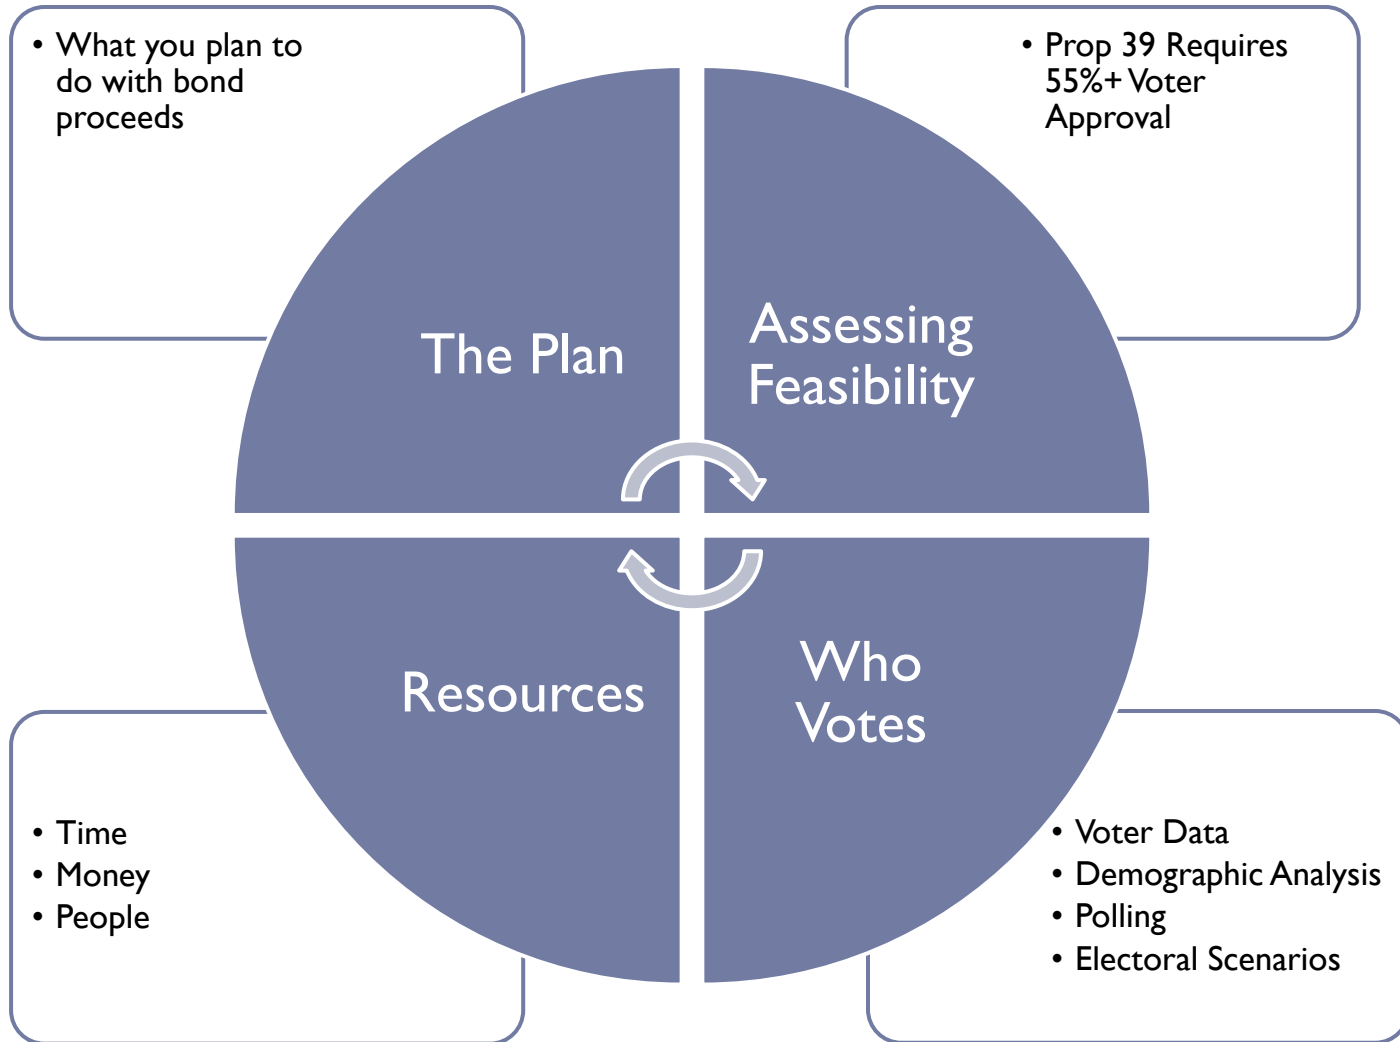 • What you plan to
do with bond
proceeds
• Prop 39 Requires
55%+ Voter
Approval
The Plan
Assessing
Feasibility
Resources
Who
Votes
• Time
• Money
• People
• Voter Data
• Demographic Analysis
• Polling
• Electoral Scenarios